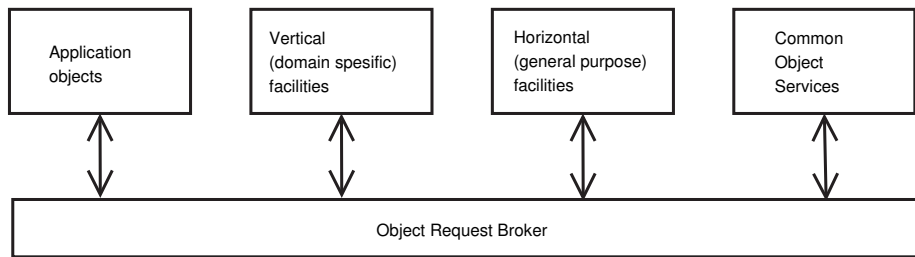 Application
objects
Vertical
(domain spesific)
facilities
Horizontal
(general purpose)
facilities
Common
Object
Services
Object Request Broker